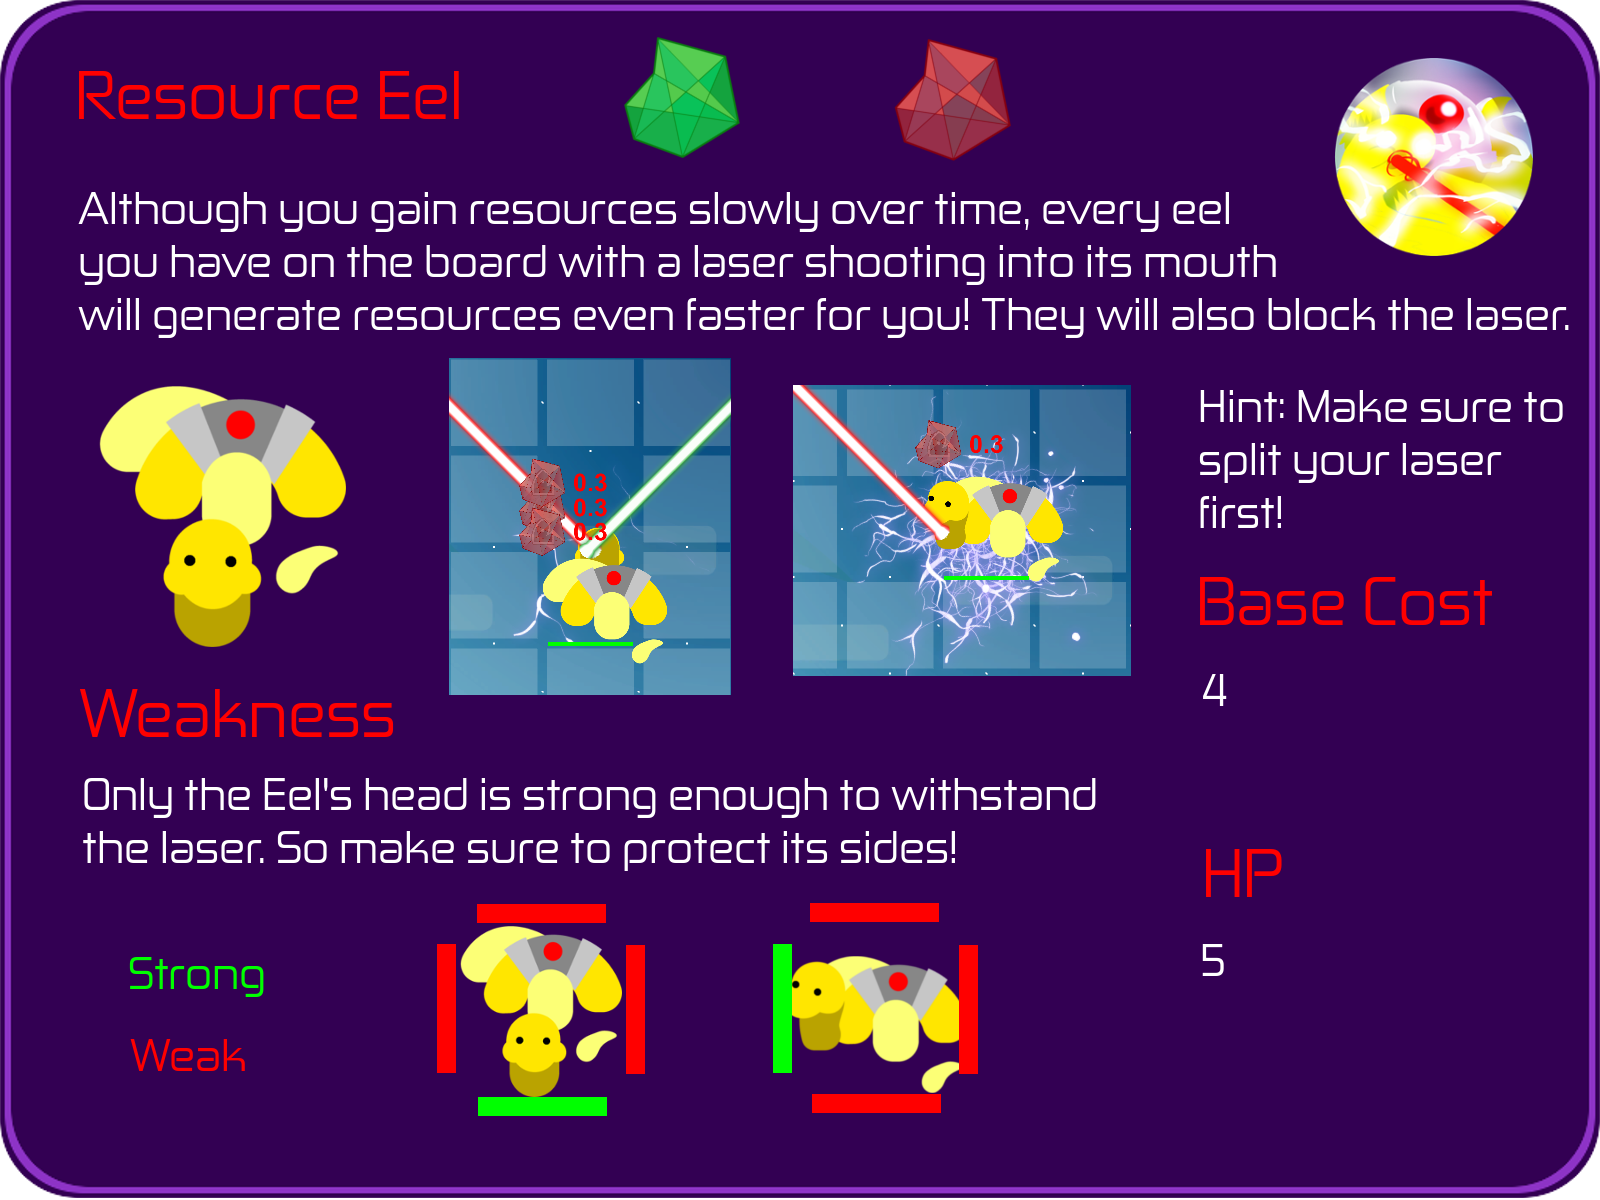 Resource Eel
Although you gain resources slowly over time, every eel
you have on the board with a laser shooting into its mouth
will generate resources even faster for you! They will also block the laser.
0.3
0.3
0.3
0.3
Hint: Make sure to
split your laser
first!
Base Cost
4
Weakness
Only the Eel's head is strong enough to withstand
the laser. So make sure to protect its sides!
HP
5
Strong
Weak